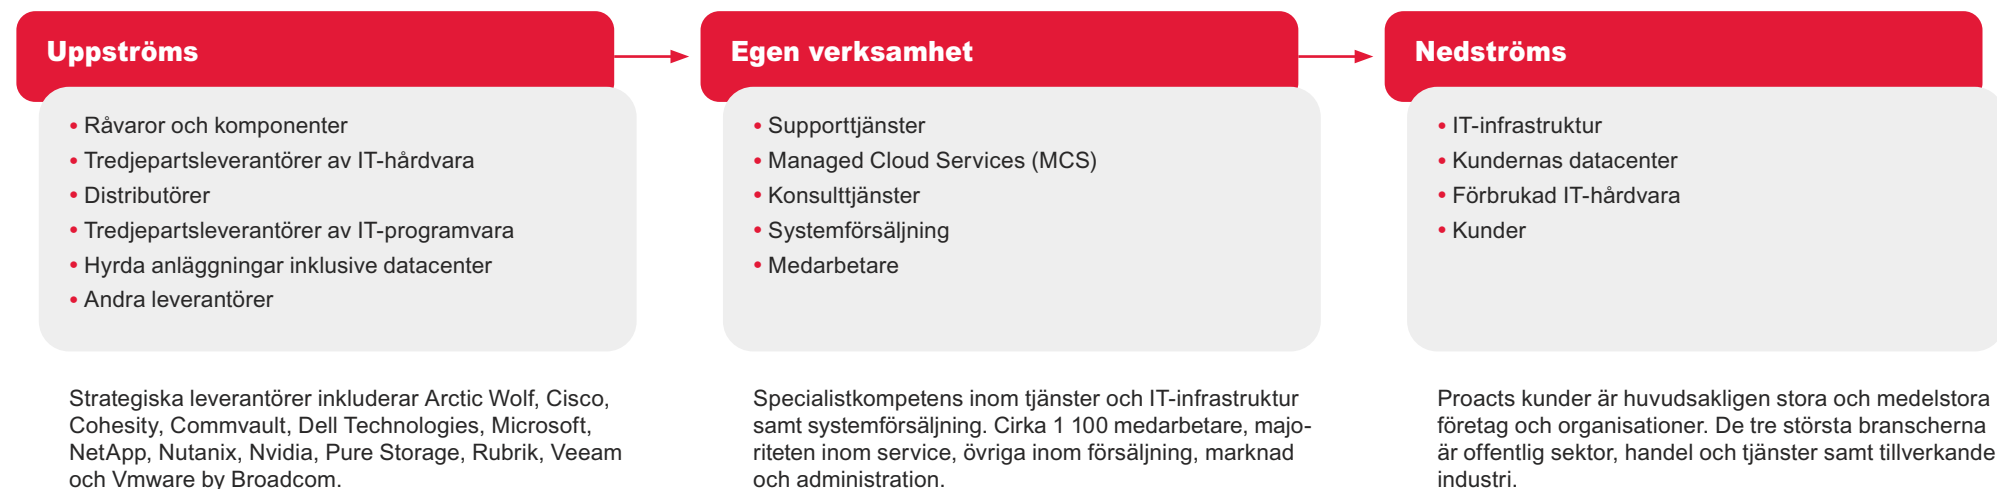 Uppströms
• Råvaror och komponenter
• Tredjepartsleverantörer av IT-hårdvara
• Distributörer
• Tredjepartsleverantörer av IT-programvara
• Hyrda anläggningar inklusive datacenter
• Andra leverantörer
Strategiska leverantörer inkluderar Arctic Wolf, Cisco,
Cohesity, Commvault, Dell Technologies, Microsoft,
NetApp, Nutanix, Nvidia, Pure Storage, Rubrik, Veeam
och Vmware by Broadcom.
Egen verksamhet
• Supporttjänster
• Managed Cloud Services (MCS)
• Konsulttjänster
• Systemförsäljning
• Medarbetare
Specialistkompetens inom tjänster och IT-infrastruktur
samt systemförsäljning. Cirka 1 100 medarbetare, majo-
riteten inom service, övriga inom försäljning, marknad
och administration.
Nedströms
• IT-infrastruktur
• Kundernas datacenter
• Förbrukad IT-hårdvara
• Kunder
Proacts kunder är huvudsakligen stora och medelstora
företag och organisationer. De tre största branscherna
är offentlig sektor, handel och tjänster samt tillverkande
industri.